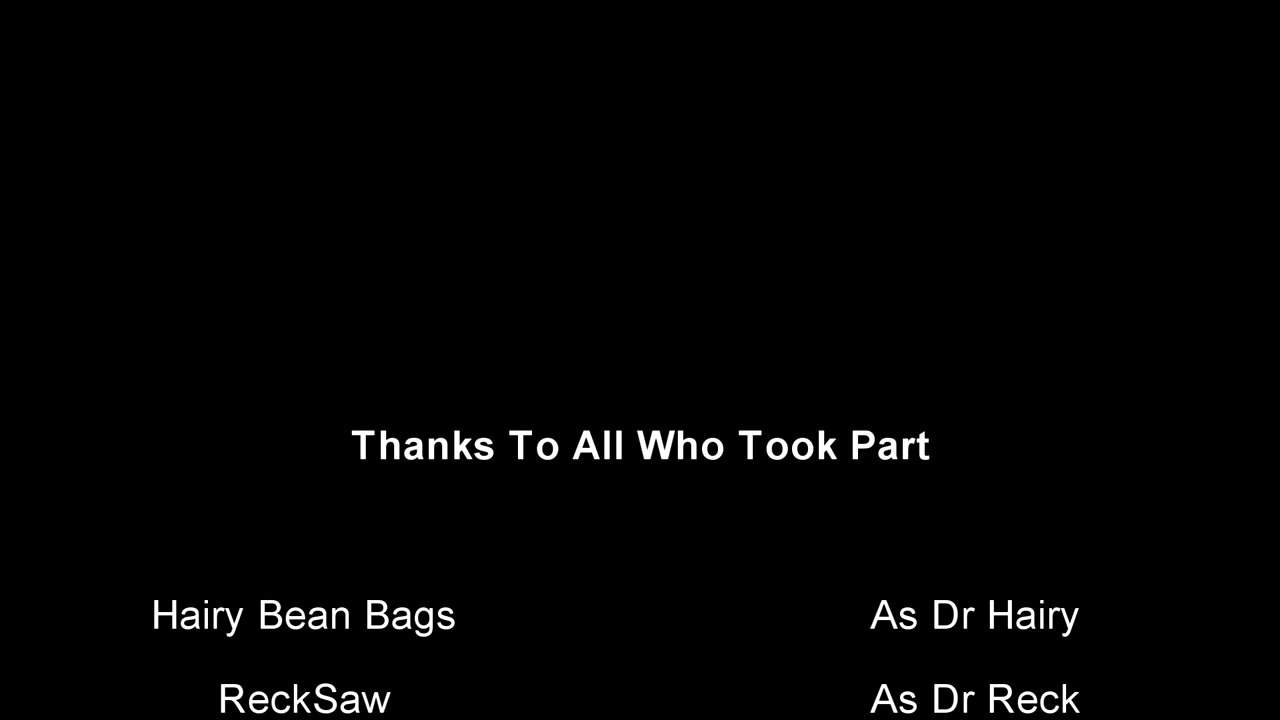 Thanks To All Who Took Part
Hairy Bean Bags As Dr Hairy
ReckSaw As Dr Reck